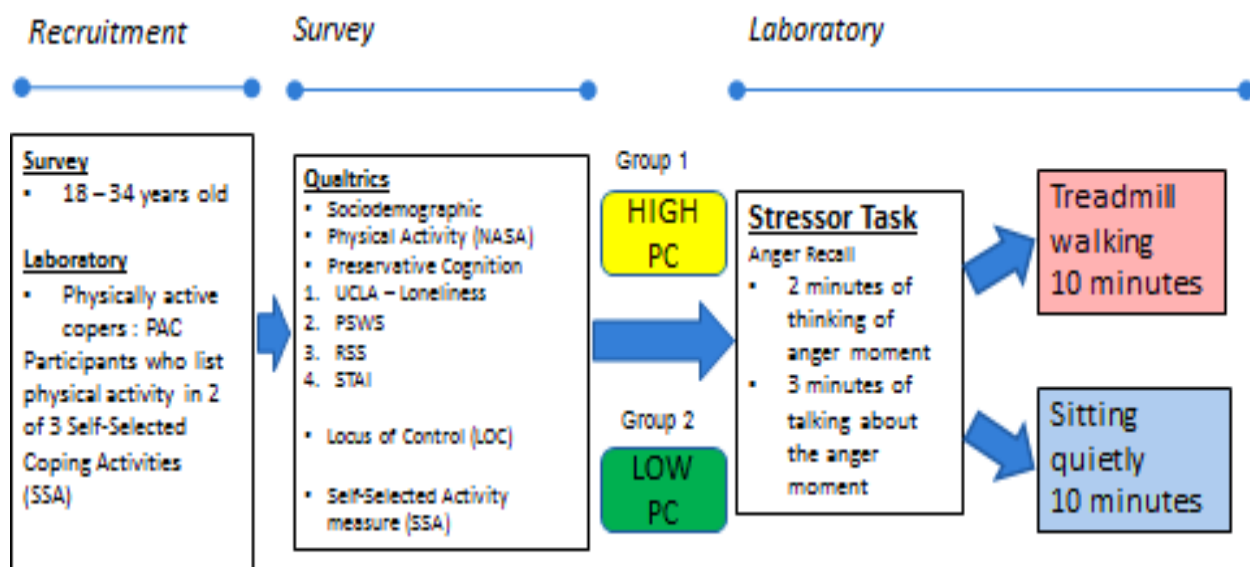 Recruitment
Survey
Laboratory
Survey
• 18 – 34 years old
Laboratory
• Physically active
copers : PAC
Participants who list
physical activity in 2
of 3 Self-Selected
Coping Activities
(SSA)
Qualtrics
• Sociodemographic
• Physical Activity (NASA)
• Preservative Cognition
1. UCLA – Loneliness
2. PSWS
3. RSS
4. STAI
• Locus of Control (LOC)
• Self-Selected Activity
measure (SSA)
Group 1
HIGH
PC
Group 2
LOW
PC
Stressor Task
Anger Recall
• 2 minutes of
thinking of
anger moment
• 3 minutes of
talking about
the anger
moment
Treadmill
walking
10 minutes
Sitting
quietly
10 minutes